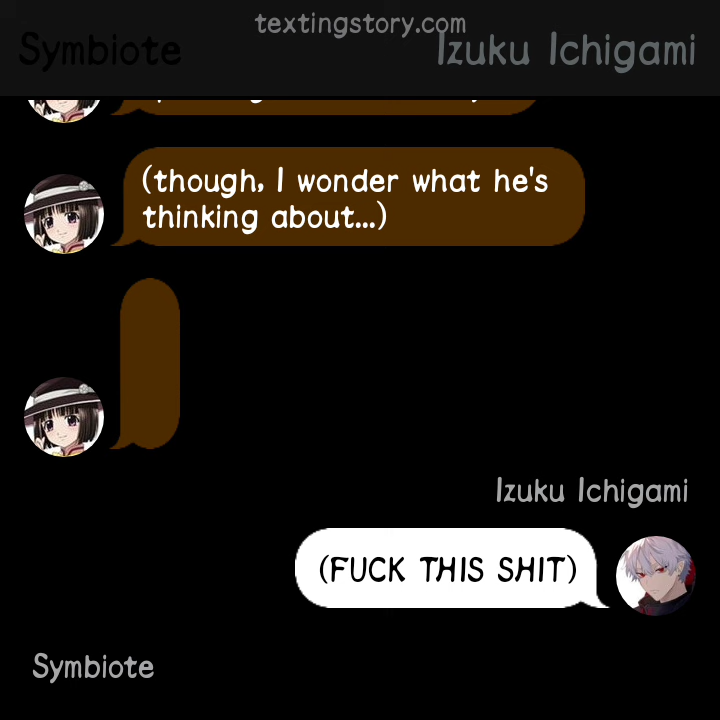 textingstory.com
Symbiote
Izuku Ichigami
(though, I wonder what he's
thinking about...)
Izuku Ichigami
(FUCK THIS SHIT)
Symbiote